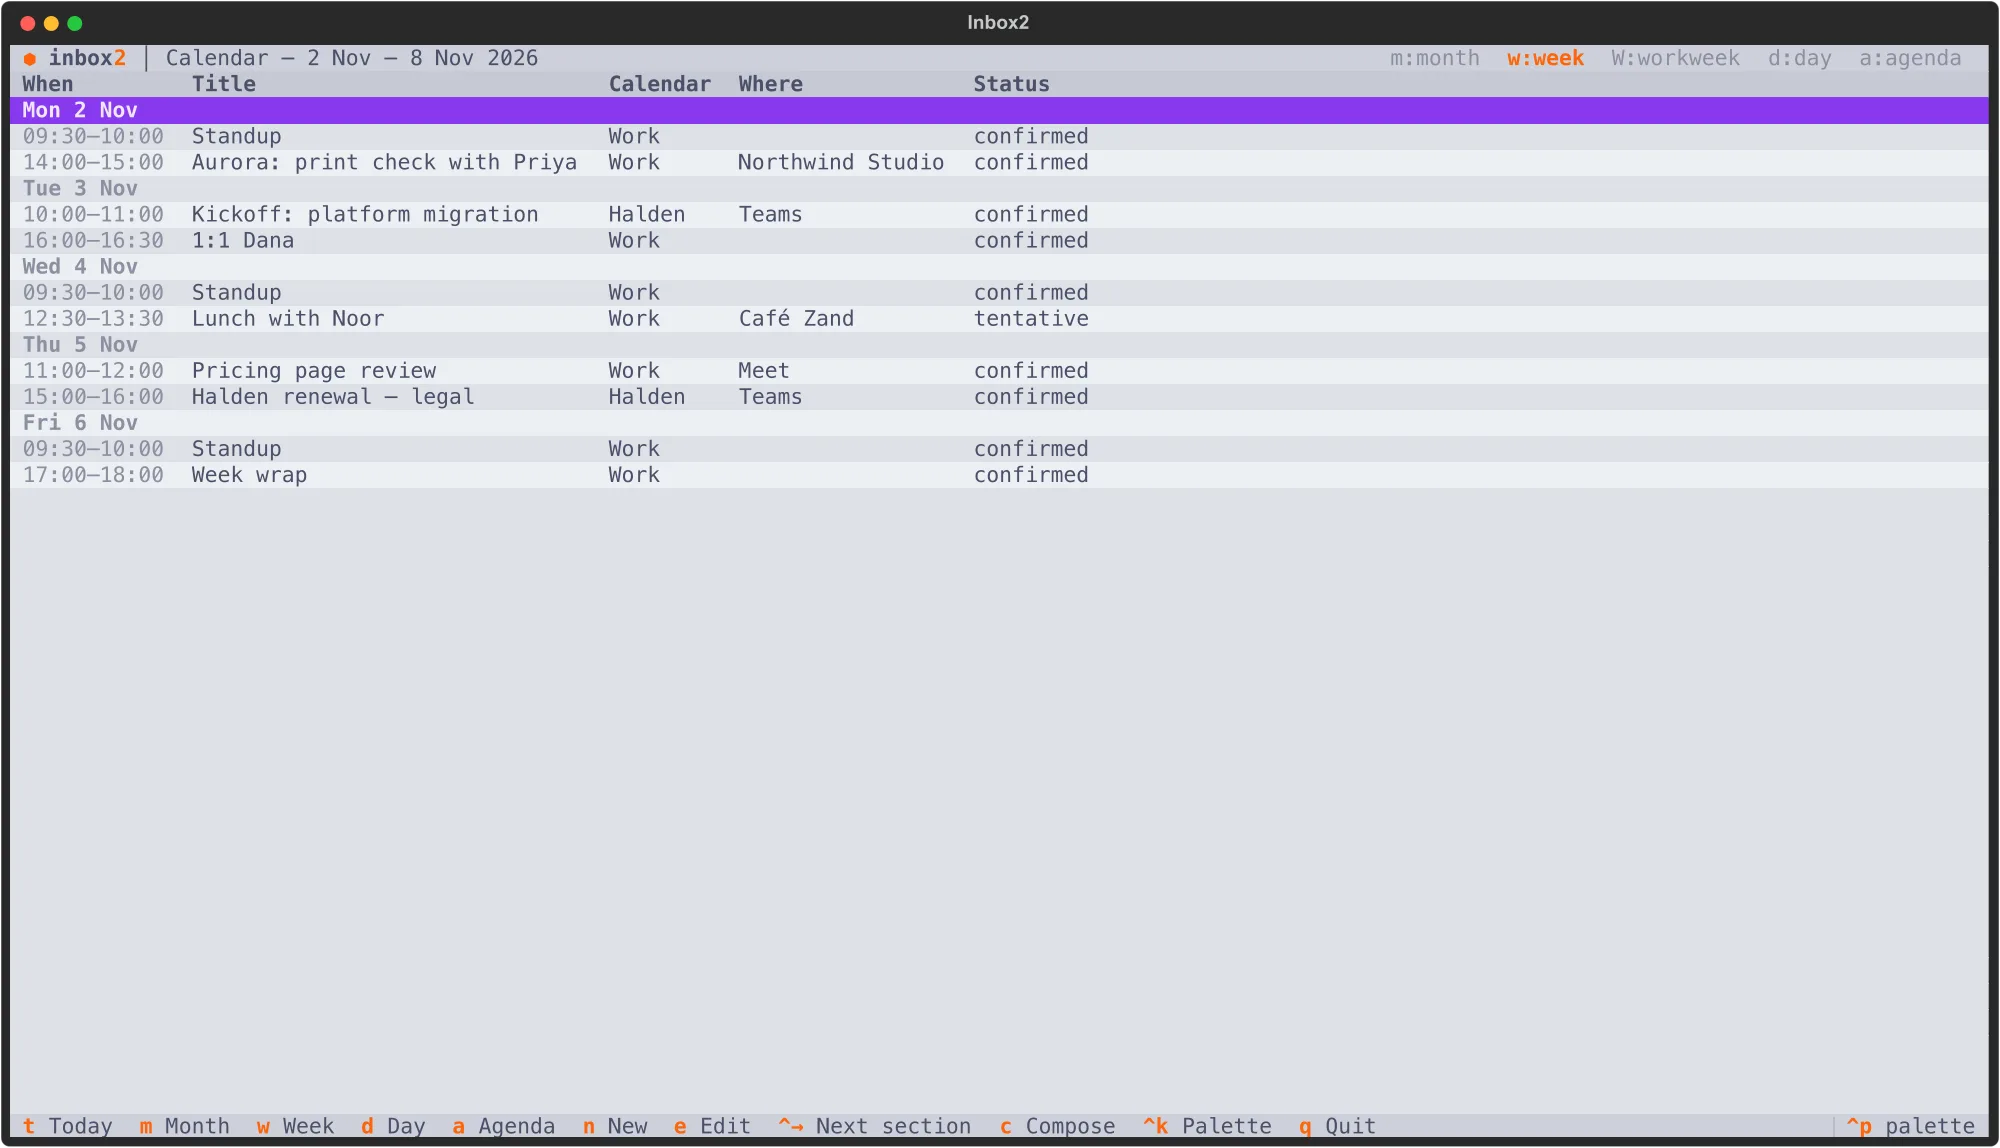 Inbox2
inbox2 │ Calendar — 2 Nov – 8 Nov 2026 m:month w:week W:workweek d:day a:agenda
When Title Calendar Where Status
Mon 2 Nov
09:30–10:00 Standup Work confirmed
14:00–15:00 Aurora: print check with Priya Work Northwind Studio confirmed
Tue 3 Nov
10:00–11:00 Kickoff: platform migration Halden Teams confirmed
16:00–16:30 1:1 Dana Work confirmed
Wed 4 Nov
09:30–10:00 Standup Work confirmed
12:30–13:30 Lunch with Noor Work Café Zand tentative
Thu 5 Nov
11:00–12:00 Pricing page review Work Meet confirmed
15:00–16:00 Halden renewal — legal Halden Teams confirmed
Fri 6 Nov
09:30–10:00 Standup Work confirmed
17:00–18:00 Week wrap Work confirmed
t Today m Month w Week d Day a Agenda n New e Edit ^→ Next section c Compose ^k Palette q Quit ^p palette